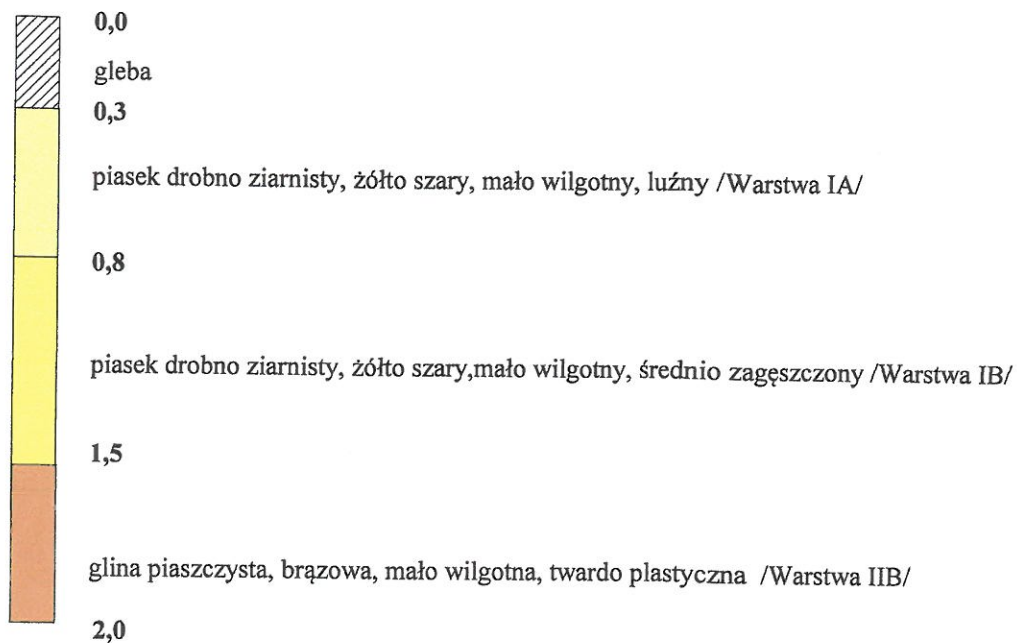 0,0
gleba
0,3
piasek drobno ziarnisty, żółto szary, mało wilgotny, luźny /Warstwa IA/
0,8
piasek drobno ziarnisty, żółto szary,mało wilgotny, średnio zagęszczony /Warstwa IB/
1,5
glina piaszczysta, brązowa, mało wilgotna, twardo plastyczna /Warstwa IIB/
2,0